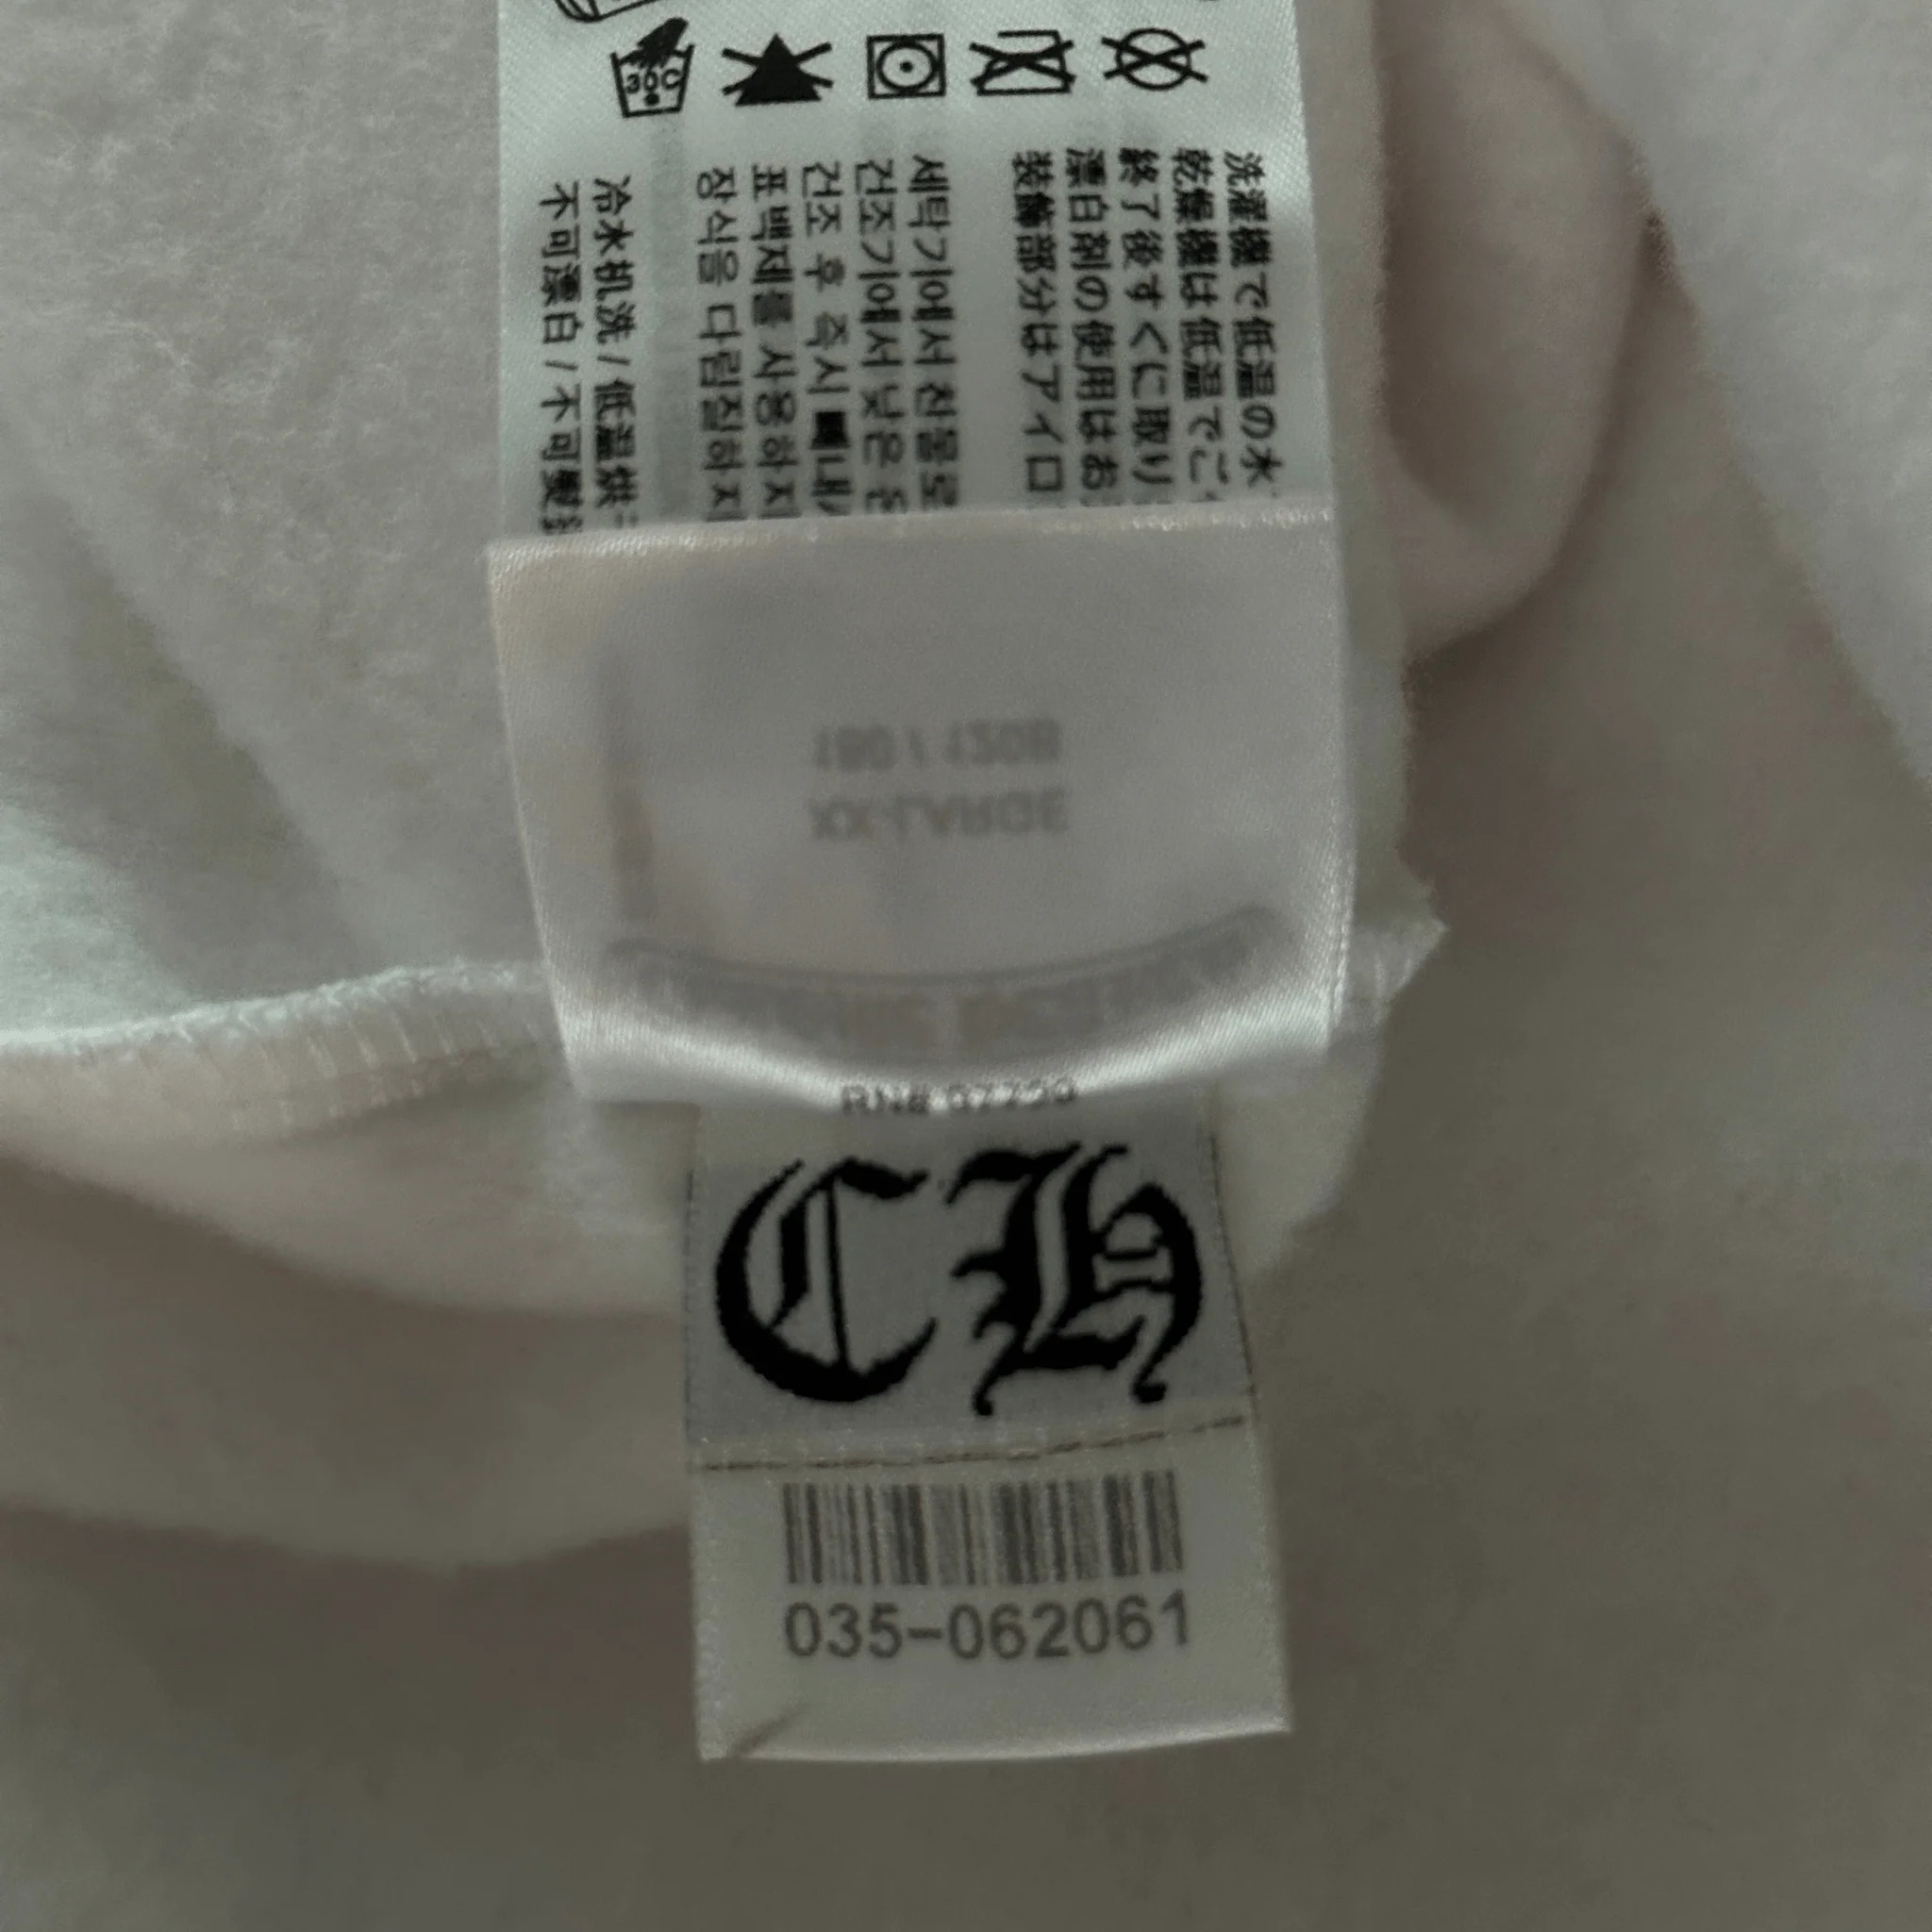 30C
洗濯機で低温の水
乾燥機は低温でご
終了後すぐに取り
漂白剤の使用はお
装飾部分はアイロ
세탁기에서 찬물로
건조기에서 낮은
건조 후 즉시 빼내
표백제를 사용하지
장식을 다림질하지
冷水机洗 / 低温烘
不可漂白 / 不可熨
XX-LARGE
RN# 97739
CH
035-062061